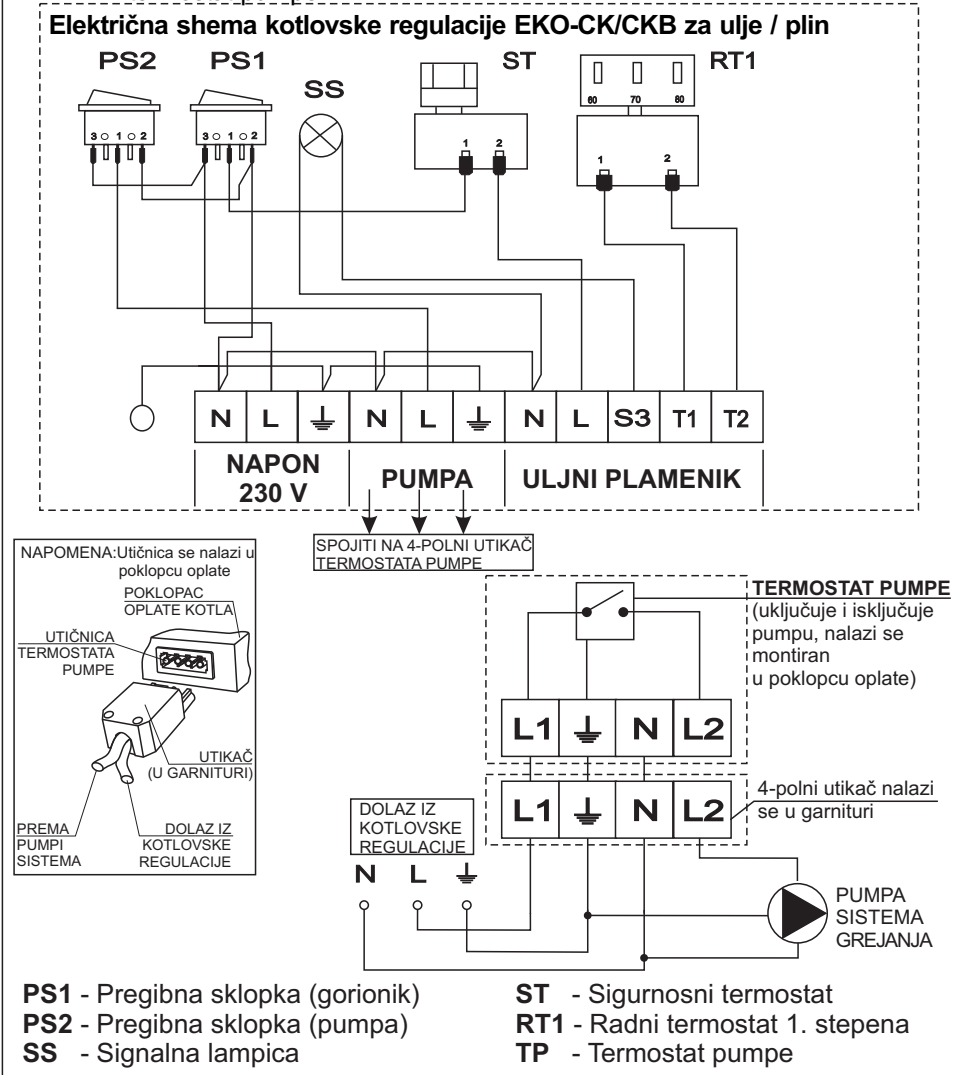 Električna shema kotlovske regulacije EKO-CK/CKB za ulje / plin
PS2
PS1
SS
ST
RT1
3 1 2
3 1 2
1 2
60 70 80
1 2
N L N L N L S3 T1 T2
NAPON
230 V
PUMPA
ULJNI PLAMENIK
SPOJITI NA 4-POLNI UTIKAČ
TERMOSTATA PUMPE
NAPOMENA:Utičnica se nalazi u
poklopcu oplate
POKLOPAC
OPLATE KOTLA
UTIČNICA
TERMOSTATA
PUMPE
UTIKAČ
(U GARNITURI)
PREMA
PUMPI
SISTEMA
DOLAZ IZ
KOTLOVSKE
REGULACIJE
TERMOSTAT PUMPE
(uključuje i isključuje
pumpu, nalazi se
montiran
u poklopcu oplate)
L1 N L2
L1 N L2
4-polni utikač nalazi
se u garnituri
DOLAZ IZ
KOTLOVSKE
REGULACIJE
N L
PUMPA
SISTEMA
GREJANJA
PS1 - Pregibna sklopka (gorionik)
PS2 - Pregibna sklopka (pumpa)
SS - Signalna lampica
ST - Sigurnosni termostat
RT1 - Radni termostat 1. stepena
TP - Termostat pumpe